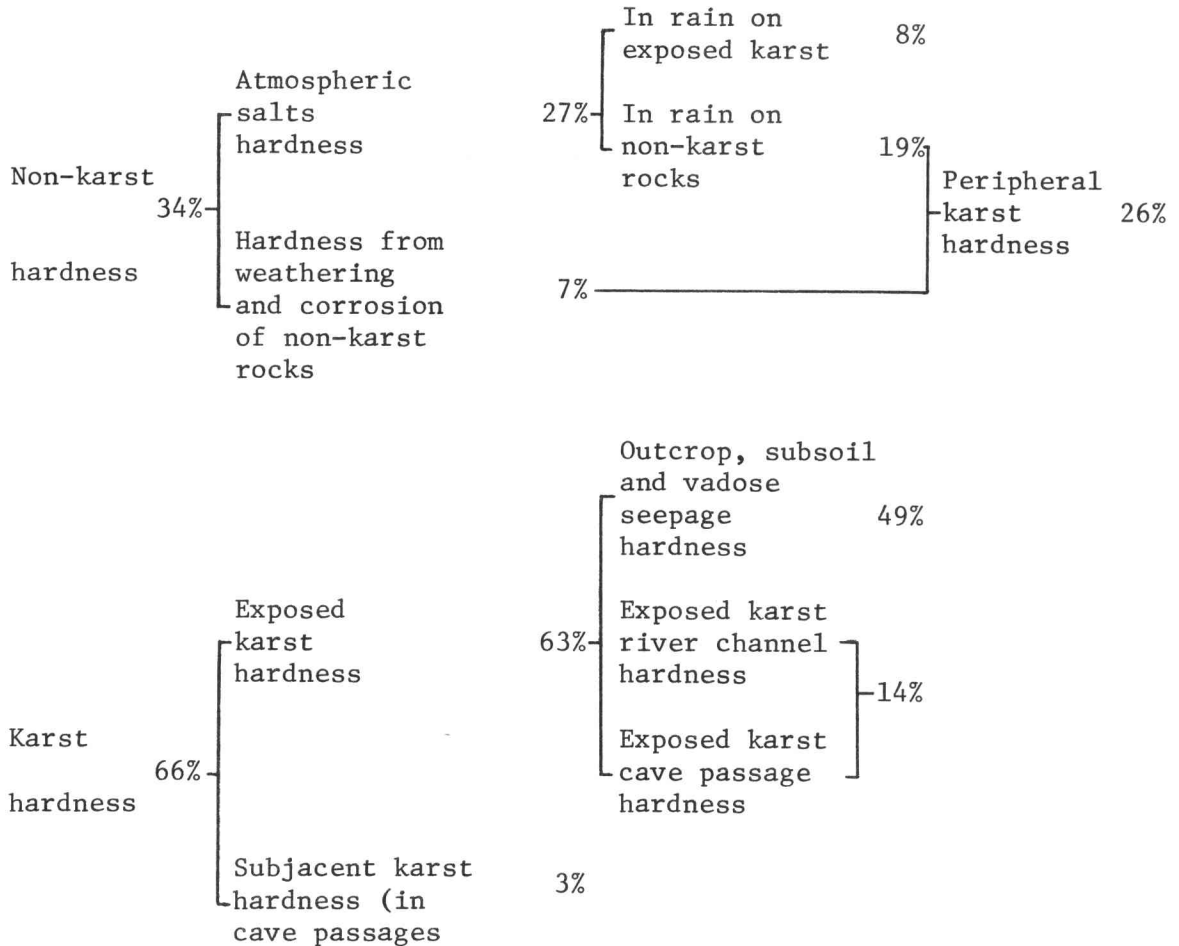 In rain on
exposed karst 8%
Atmospheric
salts
hardness
27%
In rain on
non-karst
rocks
19%
Non-karst
34%
hardness
Hardness from
weathering
and corrosion
of non-karst
rocks
7%
Peripheral
karst
hardness
26%
Outcrop, subsoil
and vadose
seepage
hardness
49%
Exposed
karst
hardness
63%
Exposed karst
river channel
hardness
14%
Exposed karst
cave passage
hardness
Karst
66%
hardness
Subjacent karst
hardness (in
cave passages
3%